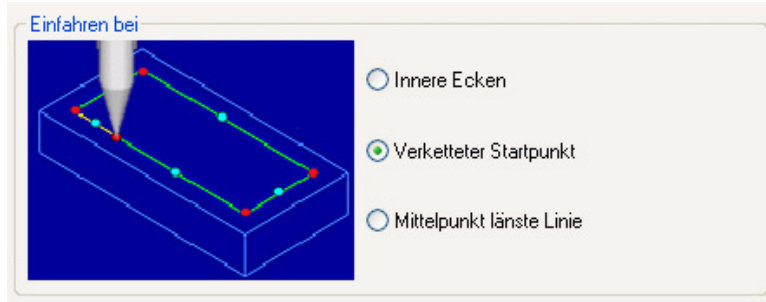 Einfahren bei
Innere Ecken
Verketteter Startpunkt
Mittelpunkt länste Linie